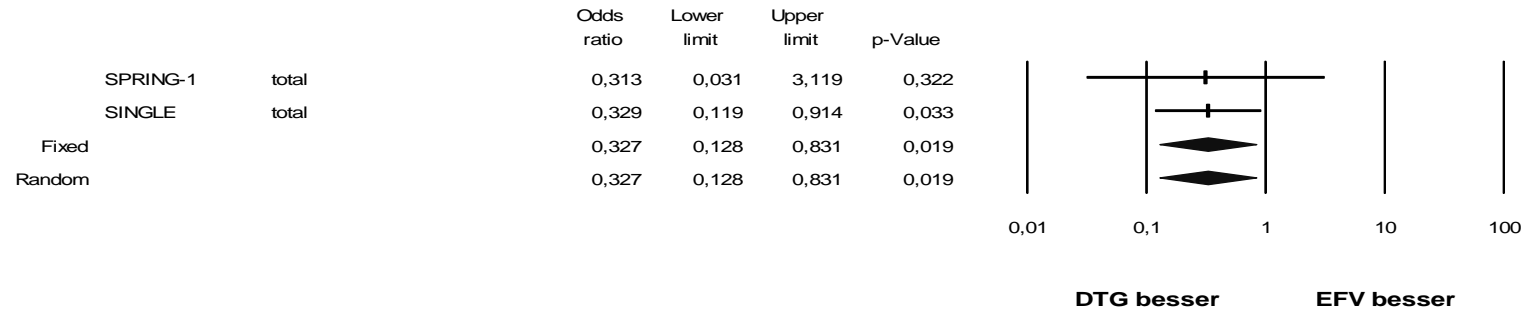 Odds Lower Upper
ratio limit limit p-Value
SPRING-1 total 0,313 0,031 3,119 0,322
SINGLE total 0,329 0,119 0,914 0,033
Fixed 0,327 0,128 0,831 0,019
Random 0,327 0,128 0,831 0,019
0,01 0,1 1 10 100
DTG besser EFV besser